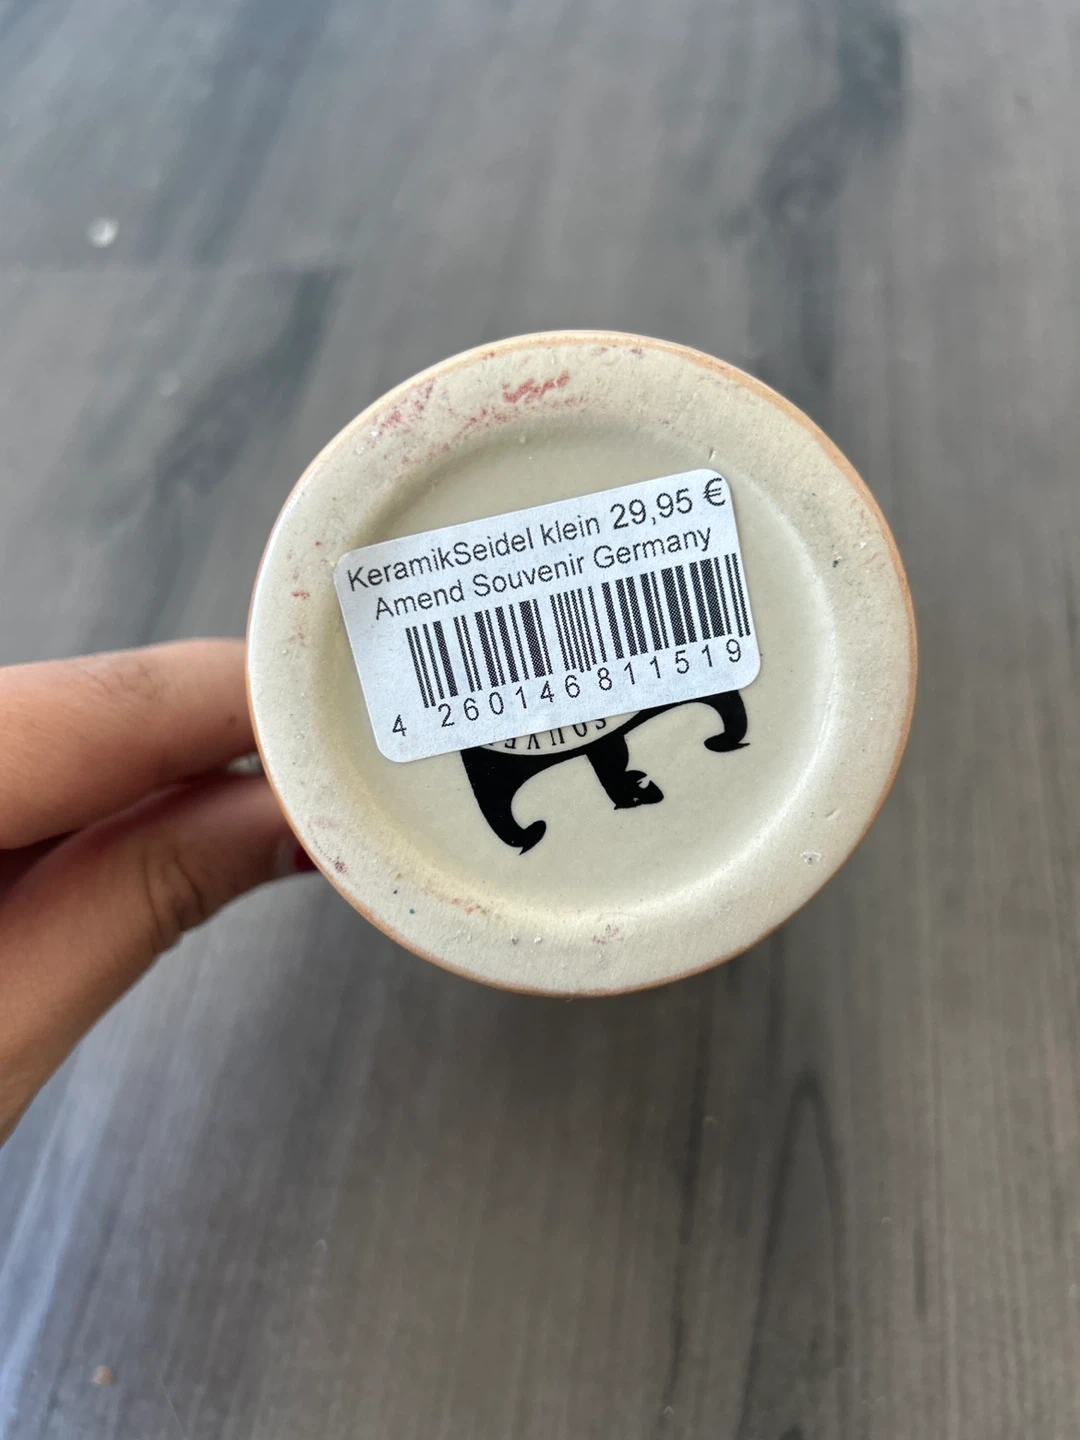 KeramikSeidel klein 29,95 €
Amend Souvenir Germany
4 260146 811519